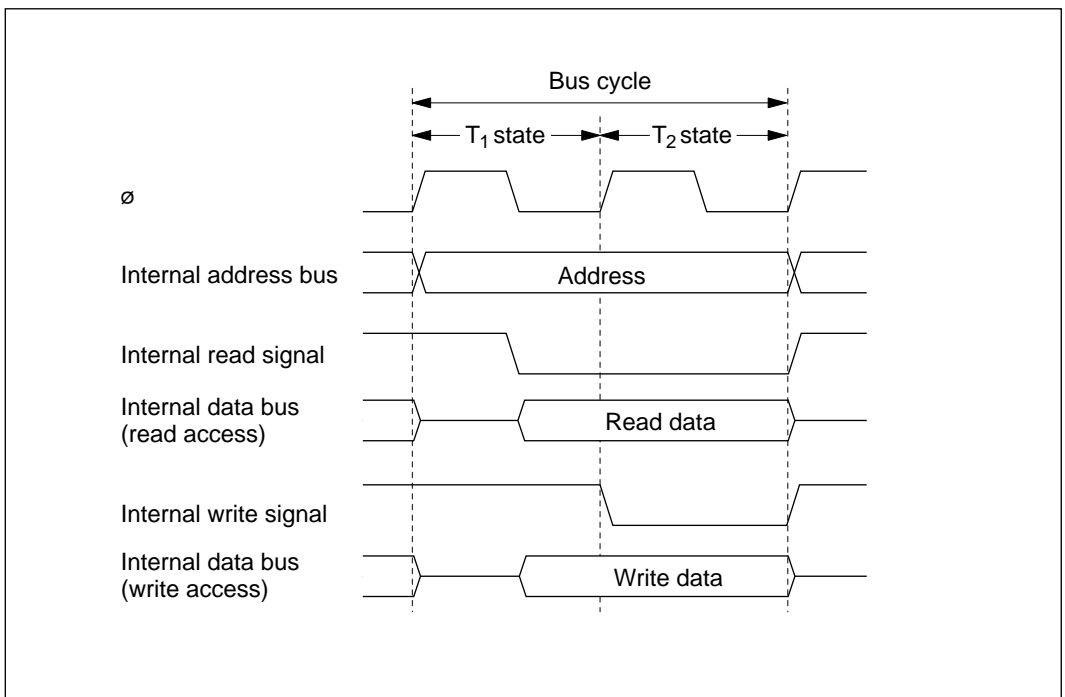 Bus cycle
T1 state T2 state
ø
Internal address bus Address
Internal read signal
Internal data bus
(read access) Read data
Internal write signal
Internal data bus
(write access) Write data